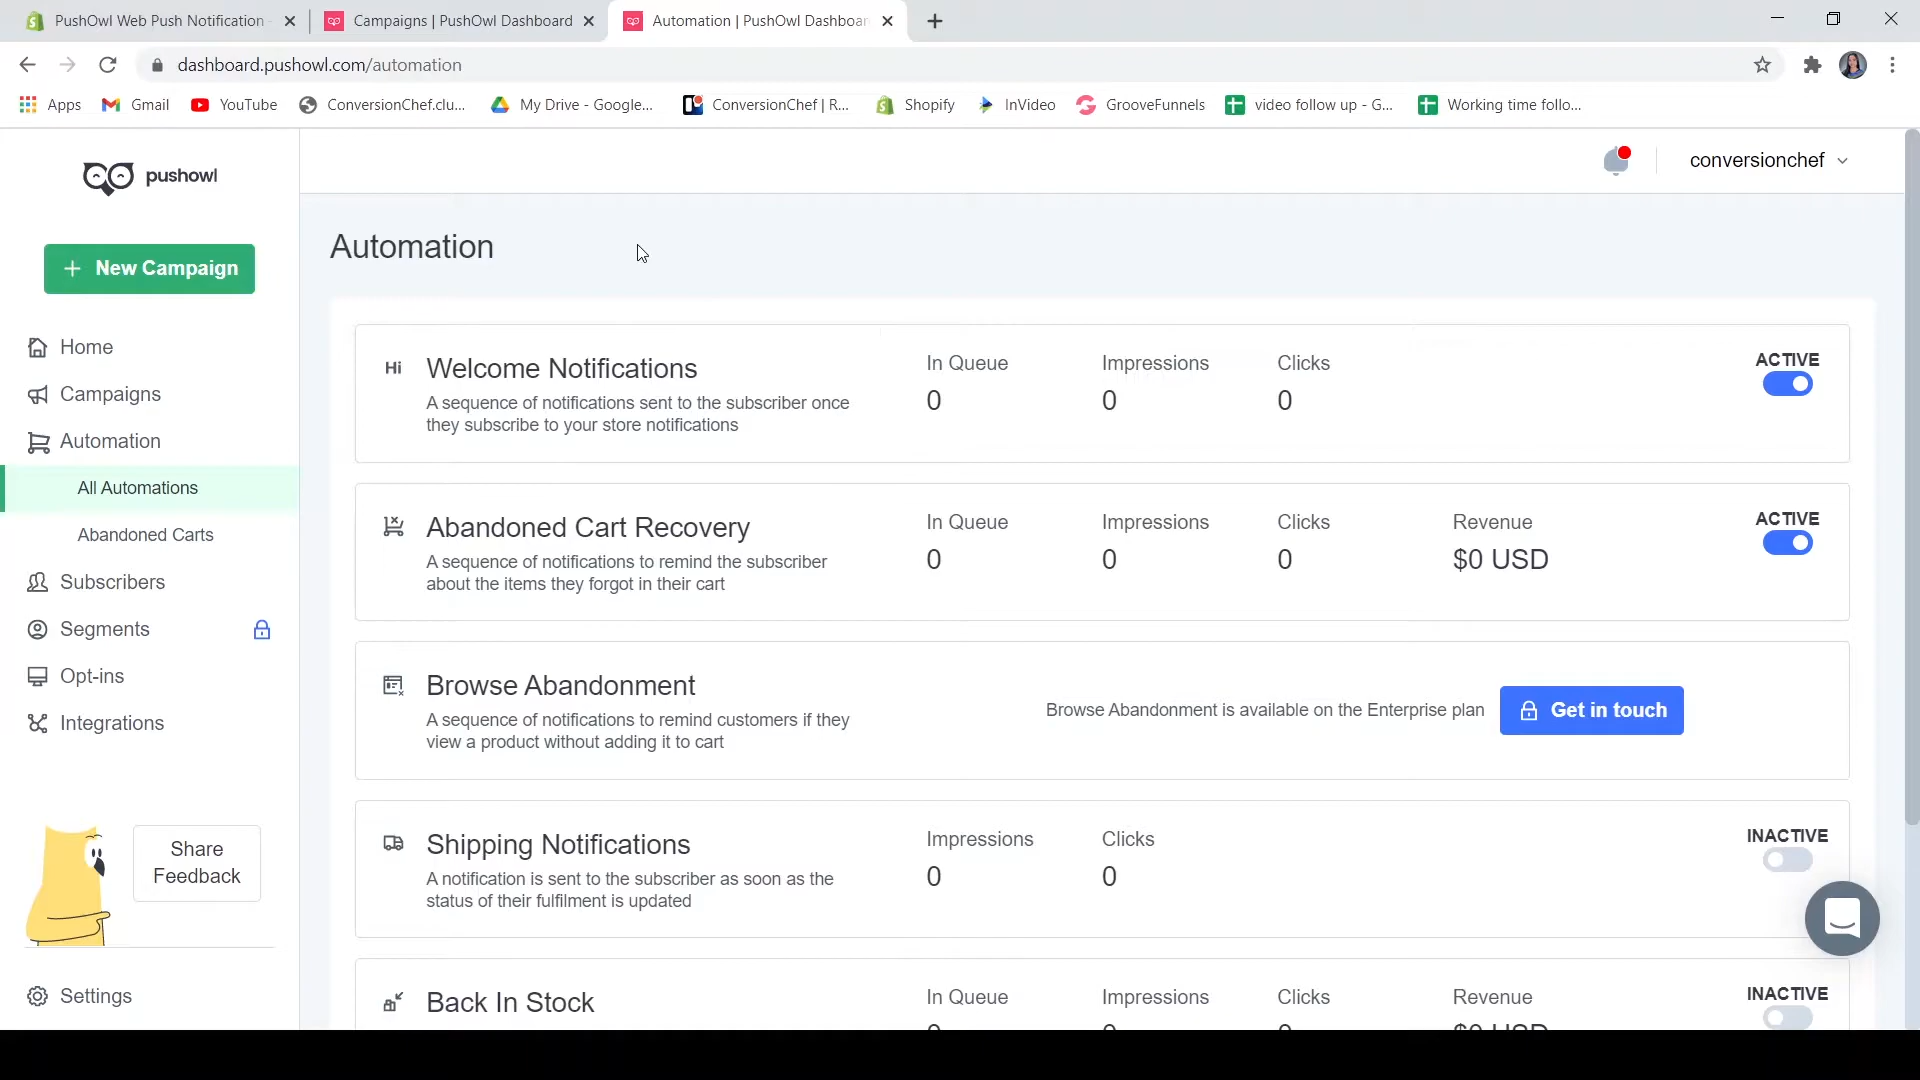 PushOwl Web Push Notification
Campaigns | PushOwl Dashboard
Automation | PushOwl Dashboar
dashboard.pushowl.com/automation
Apps
Gmail
YouTube
ConversionChef.clu...
My Drive - Google...
ConversionChef | R...
Shopify
InVideo
GrooveFunnels
video follow up - G...
Working time follo...
pushowl
conversionchef
+ New Campaign
Home
Campaigns
Automation
All Automations
Abandoned Carts
Subscribers
Segments
Opt-ins
Integrations
Share
Feedback
Settings
Automation
Hi
Welcome Notifications
A sequence of notifications sent to the subscriber once
they subscribe to your store notifications
In Queue
0
Impressions
0
Clicks
0
ACTIVE
Abandoned Cart Recovery
A sequence of notifications to remind the subscriber
about the items they forgot in their cart
In Queue
0
Impressions
0
Clicks
0
Revenue
$0 USD
ACTIVE
Browse Abandonment
A sequence of notifications to remind customers if they
view a product without adding it to cart
Browse Abandonment is available on the Enterprise plan
Get in touch
Shipping Notifications
A notification is sent to the subscriber as soon as the
status of their fulfilment is updated
Impressions
0
Clicks
0
INACTIVE
Back In Stock
In Queue
0
Impressions
0
Clicks
0
Revenue
$0 USD
INACTIVE